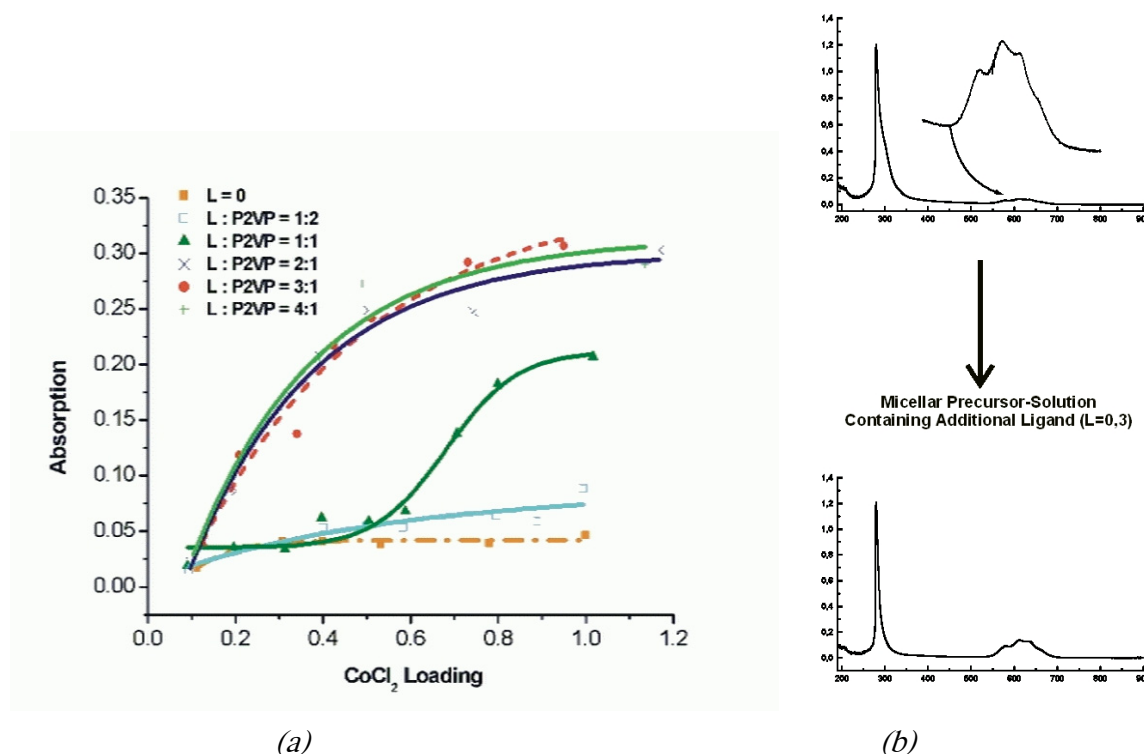 0.35
0.30
0.25
0.20
0.15
0.10
0.05
0.00
Absorption
L = 0
L : P2VP = 1:2
L : P2VP = 1:1
L : P2VP = 2:1
L : P2VP = 3:1
L : P2VP = 4:1
0.0 0.2 0.4 0.6 0.8 1.0 1.2
CoCl₂ Loading
(a)
1,4
1,2
1,0
0,8
0,6
0,4
0,2
0,0
200 300 400 500 600 700 800
Micellar Precursor-Solution
Containing Additional Ligand (L=0,3)
1,4
1,2
1,0
0,8
0,6
0,4
0,2
0,0
200 300 400 500 600 700 800
(b)